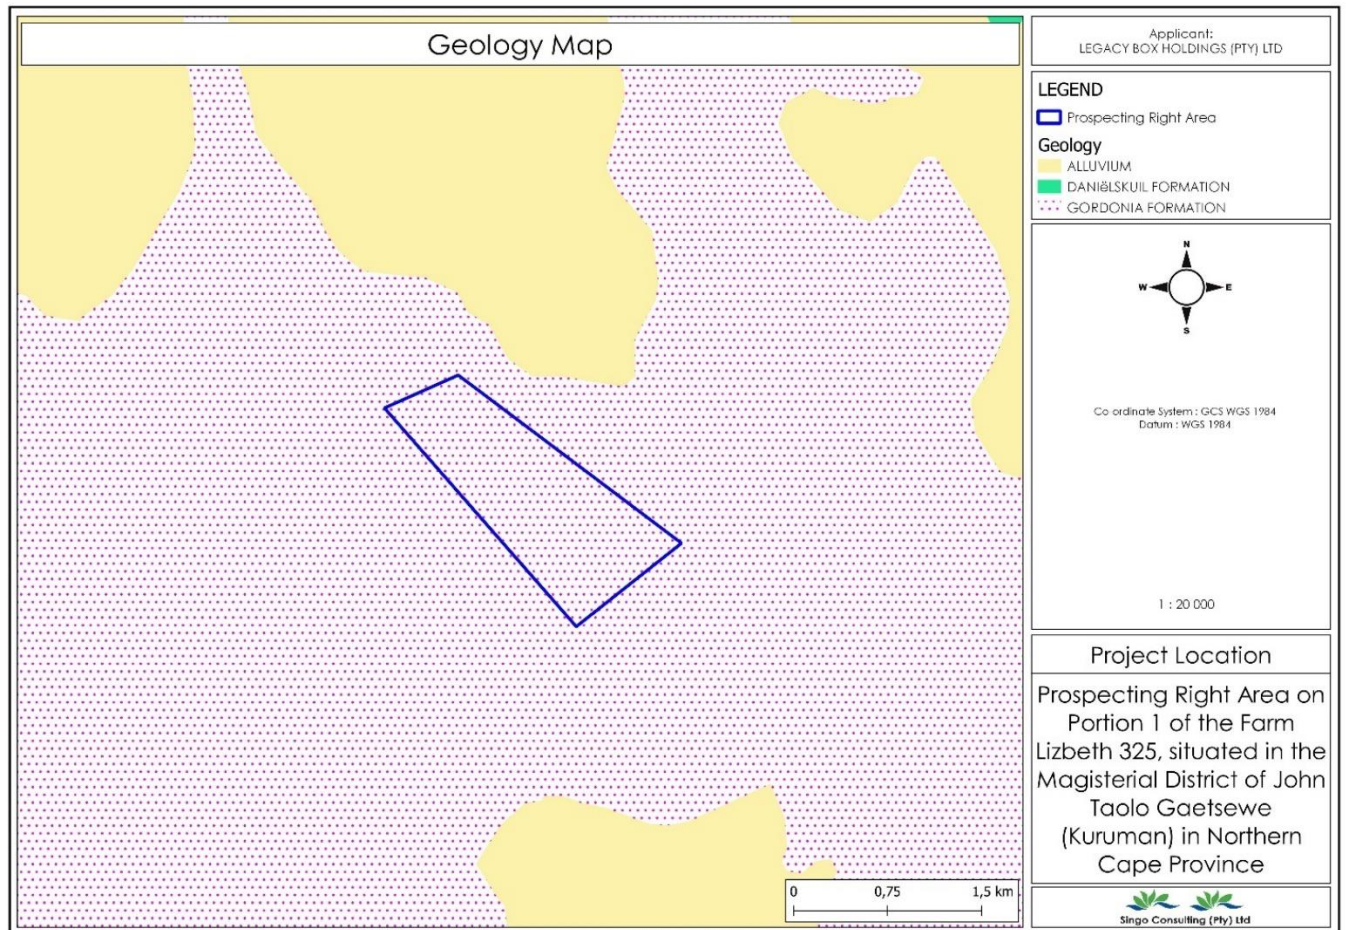 Geology Map
Applicant:
LEGACY BOX HOLDINGS (PTY) LTD
LEGEND
Prospecting Right Area
Geology
ALLUVIUM
DANIëLSKUIL FORMATION
GORDONIA FORMATION
N
W E
S
Co ordinate System : GCS WGS 1984
Datum : WGS 1984
1 : 20 000
Project Location
Prospecting Right Area on
Portion 1 of the Farm
Lizbeth 325, situated in the
Magisterial District of John
Taolo Gaetsewe
(Kuruman) in Northern
Cape Province
0 0,75 1,5 km
Singo Consulting (Pty) Ltd